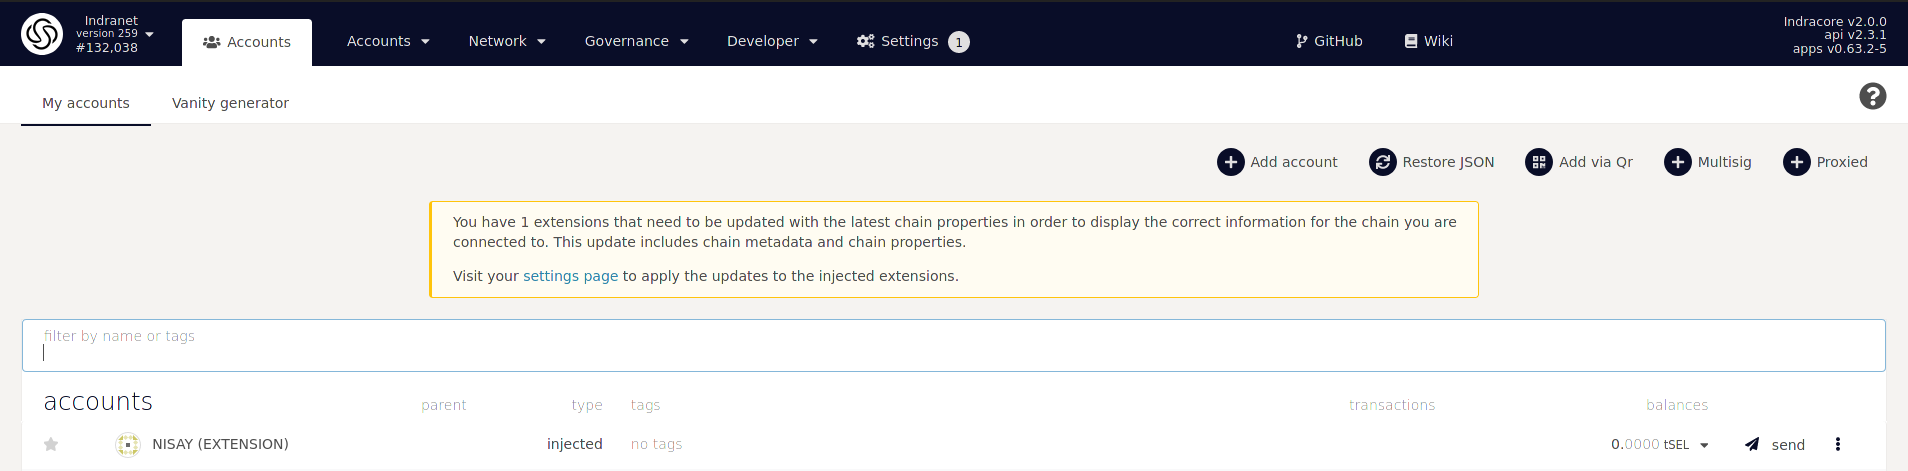 Indranet
version 259
#132,038
Accounts
Accounts
Network
Governance
Developer
Settings 1
GitHub
Wiki
Indracore v2.0.0
api v2.3.1
apps v0.63.2-5
My accounts
Vanity generator
Add account
Restore JSON
Add via Qr
Multisig
Proxied
You have 1 extensions that need to be updated with the latest chain properties in order to display the correct information for the chain you are
connected to. This update includes chain metadata and chain properties.
Visit your settings page to apply the updates to the injected extensions.
filter by name or tags
accounts parent type tags transactions balances
NISAY (EXTENSION) injected no tags 0.0000 tSEL send